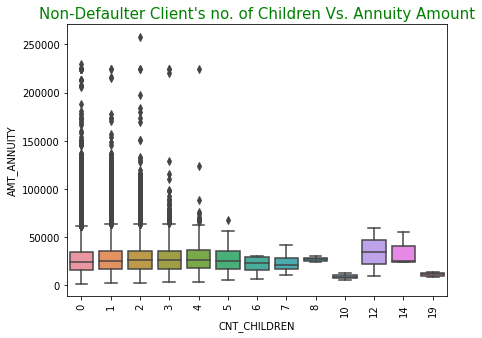 Non-Defaulter Client's no. of Children Vs. Annuity Amount
250000
200000
150000
100000
50000
0
AMT_ANNUITY
0 1 2 3 4 5 6 7 8 10 12 14 19
CNT_CHILDREN